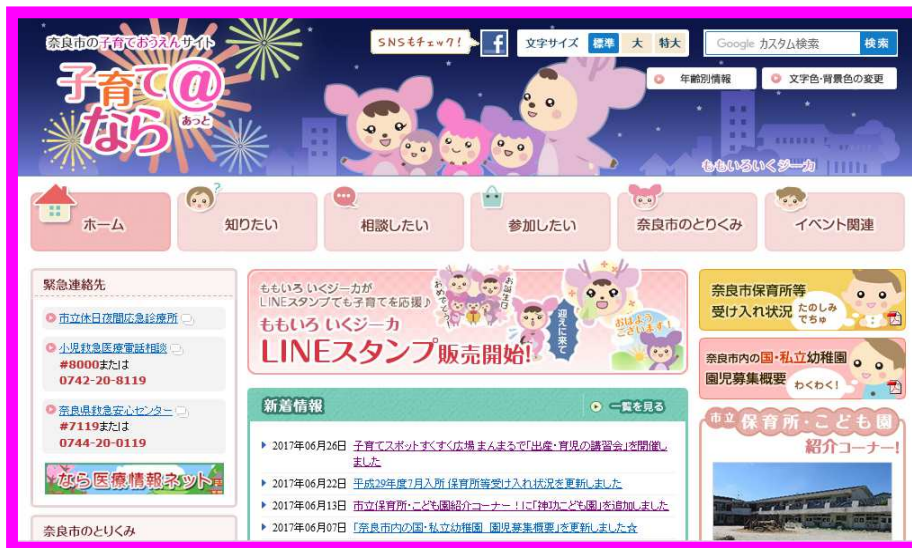 奈良市の子育ておうえんサイト
子育て@なら
あっと
SNSもチェック!
f
文字サイズ 標準 大 特大
Google カスタム検索 検索
年齢別情報
文字色・背景色の変更
ももいろいくジーカ
ホーム
知りたい
相談したい
参加したい
奈良市のとりくみ
イベント関連
緊急連絡先
市立休日夜間応急診療所
小児救急医療電話相談
#8000または
0742-20-8119
奈良県救急安心センター
#7119または
0744-20-0119
なら医療情報ネット
奈良市のとりくみ
ももいろ いくジーカが
LINEスタンプでも子育てを応援♪
ももいろ いくジーカ
LINEスタンプ販売開始!
おめでとう
お誕生日
迎えに来て
おはよう
ございます!
新着情報
一覧を見る
2017年06月26日 子育てスポットすくすく広場 まんまるで「出産・育児の講習会」を開催し
ました
2017年06月22日 平成29年度7月入所 保育所等受け入れ状況を更新しました
2017年06月13日 市立保育所・こども園紹介コーナー!に「神功こども園」を追加しました
2017年06月07日 「奈良市内の国・私立幼稚園 園児募集概要」を更新しました☆
奈良市保育所等
受け入れ状況
たのしみ
でちゅ
奈良市内の国・私立幼稚園
園児募集概要
わくわく!
市立 保育所・こども園
紹介コーナー!